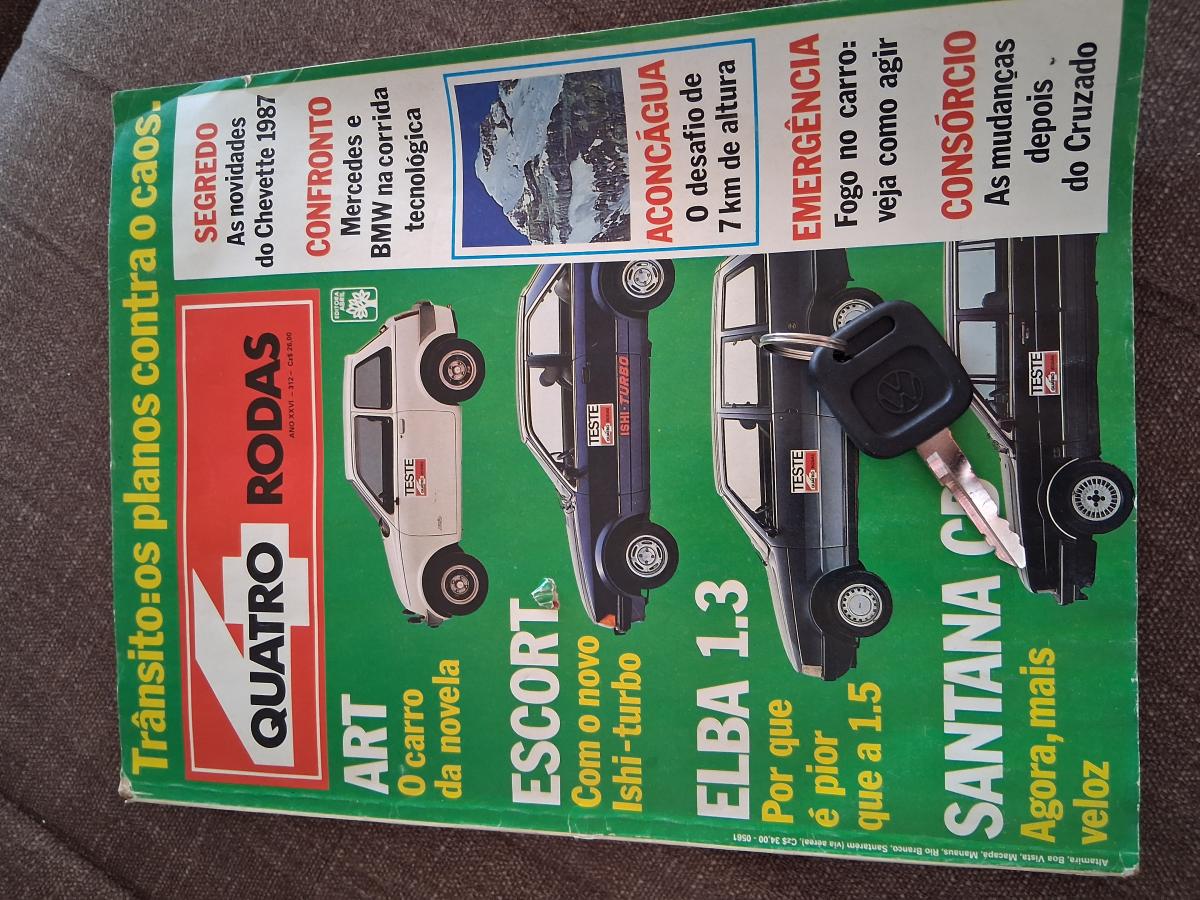 Trânsito:os planos contra o caos.
QUATRO RODAS
ANO XXVI – 312 – Cz$ 26,00
EDITORA
ABRIL
SEGREDO
As novidades
do Chevette 1987
CONFRONTO
Mercedes e
BMW na corrida
tecnológica
ACONCÁGUA
O desafio de
7 km de altura
EMERGÊNCIA
Fogo no carro:
veja como agir
CONSÓRCIO
As mudanças
depois
do Cruzado
ART
O carro
da novela
TESTE
ESCORT
Com o novo
Ishi-turbo
TESTE
ISHI-TURBO
ELBA 1.3
Por que
é pior
que a 1.5
TESTE
SANTANA
Agora, mais
veloz
TESTE
Altamira, Boa Vista, Macapá, Manaus, Rio Branco, Santarém (via aérea), Cz$ 34,00 - 0561